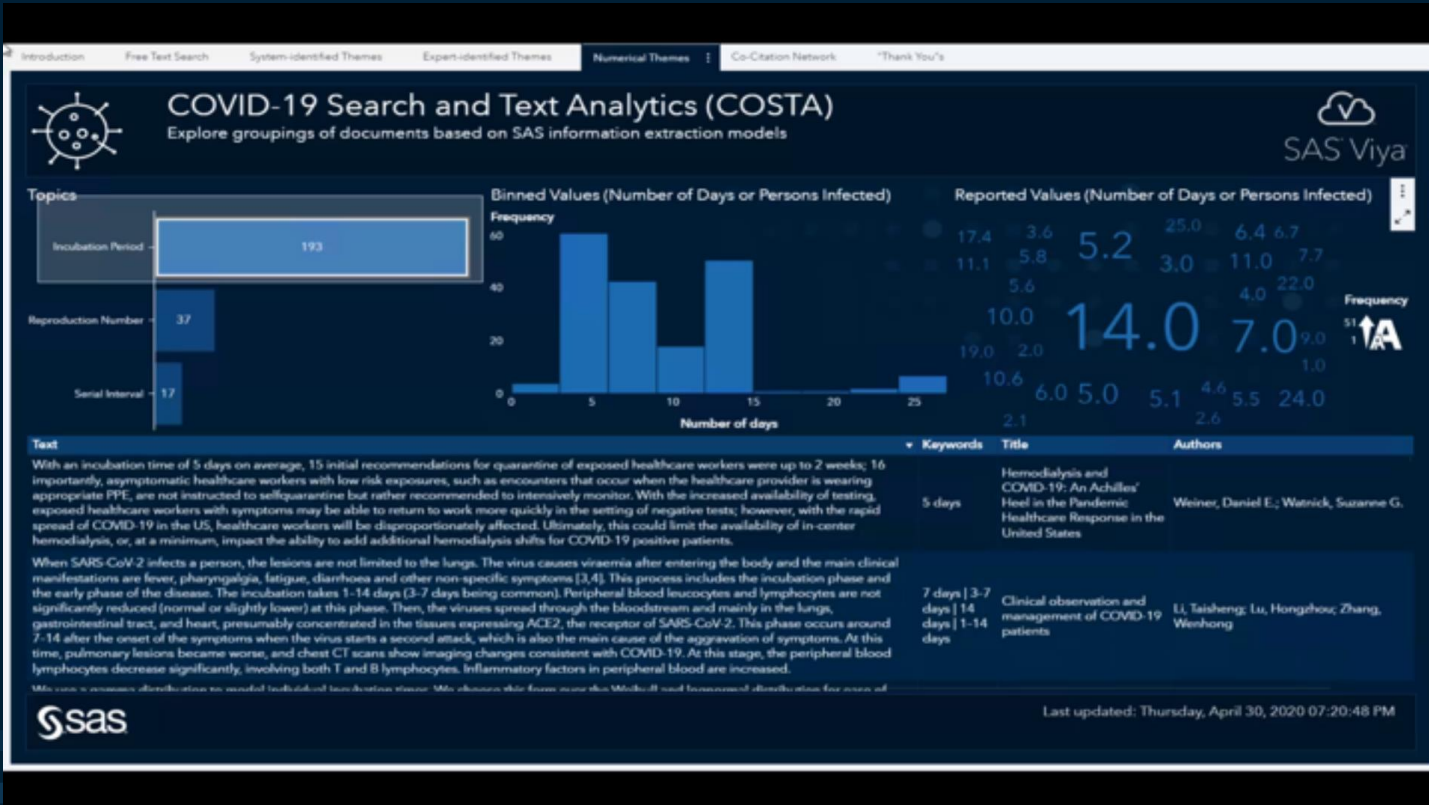 Introduction
Free Text Search
System-identified Themes
Expert-identified Themes
Numerical Themes
Co-Citation Network
"Thank You"s
COVID-19 Search and Text Analytics (COSTA)
Explore groupings of documents based on SAS information extraction models
SAS Viya
Topics
Incubation Period
193
Reproduction Number
37
Serial Interval
17
Binned Values (Number of Days or Persons Infected)
Frequency
60
40
20
0
0 5 10 15 20 25
Number of days
Reported Values (Number of Days or Persons Infected)
17.4 3.6 5.2 25.0 6.4 6.7
11.1 5.8 3.0 11.0 7.7
5.6 4.0 22.0
10.0 14.0 7.0 9.0
19.0 2.0 1.0
10.6 6.0 5.0 5.1 4.6 5.5 24.0
2.1 2.6
Frequency
51
1
A
Text
Keywords
Title
Authors
With an incubation time of 5 days on average, 15 initial recommendations for quarantine of exposed healthcare workers were up to 2 weeks; 16
importantly, asymptomatic healthcare workers with low risk exposures, such as encounters that occur when the healthcare provider is wearing
appropriate PPE, are not instructed to selfquarantine but rather recommended to intensively monitor. With the increased availability of testing,
exposed healthcare workers with symptoms may be able to return to work more quickly in the setting of negative tests; however, with the rapid
spread of COVID-19 in the US, healthcare workers will be disproportionately affected. Ultimately, this could limit the availability of in-center
hemodialysis, or, at a minimum, impact the ability to add additional hemodialysis shifts for COVID-19 positive patients.
5 days
Hemodialysis and
COVID-19: An Achilles'
Heel in the Pandemic
Healthcare Response in the
United States
Weiner, Daniel E.; Watnick, Suzanne G.
When SARS-CoV-2 infects a person, the lesions are not limited to the lungs. The virus causes viraemia after entering the body and the main clinical
manifestations are fever, pharyngalgia, fatigue, diarrhoea and other non-specific symptoms [3,4]. This process includes the incubation phase and
the early phase of the disease. The incubation takes 1-14 days (3-7 days being common). Peripheral blood leucocytes and lymphocytes are not
significantly reduced (normal or slightly lower) at this phase. Then, the viruses spread through the bloodstream and mainly in the lungs,
gastrointestinal tract, and heart, presumably concentrated in the tissues expressing ACE2, the receptor of SARS-CoV-2. This phase occurs around
7-14 after the onset of the symptoms when the virus starts a second attack, which is also the main cause of the aggravation of symptoms. At this
time, pulmonary lesions became worse, and chest CT scans show imaging changes consistent with COVID-19. At this stage, the peripheral blood
lymphocytes decrease significantly, involving both T and B lymphocytes. Inflammatory factors in peripheral blood are increased.
7 days | 3-7
days | 14
days | 1-14
days
Clinical observation and
management of COVID-19
patients
Li, Taisheng; Lu, Hongzhou; Zhang,
Wenhong
We use a gamma distribution to model individual incubation times. We choose this form over the Weibull and lognormal distribution for ease of
sas
Last updated: Thursday, April 30, 2020 07:20:48 PM